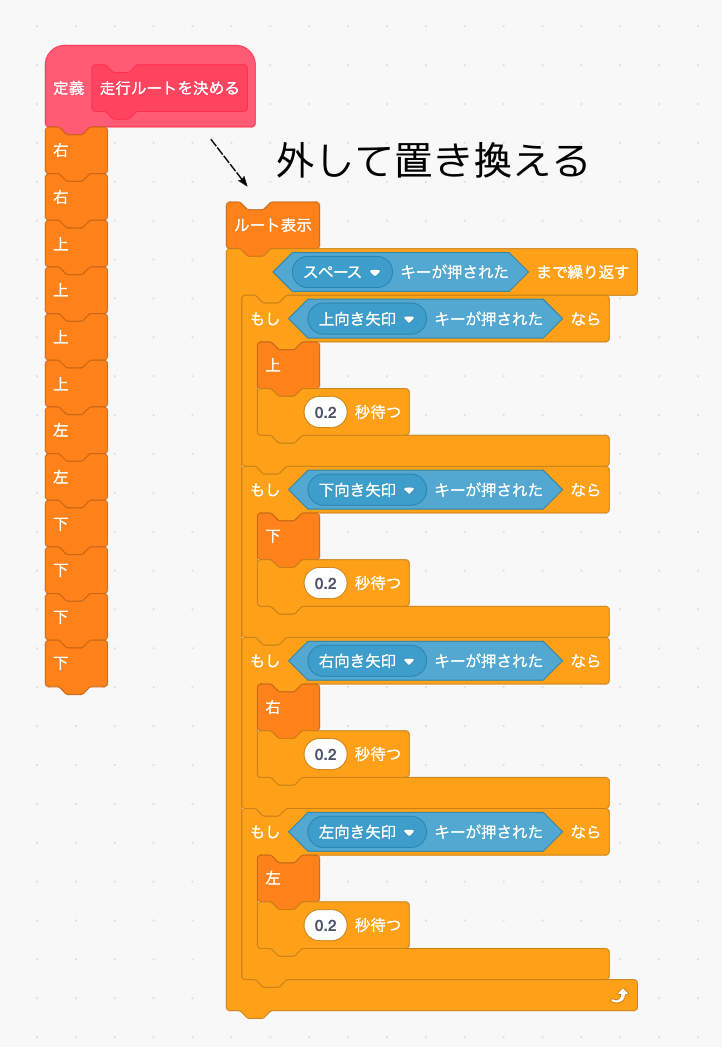 定義 走行ルートを決める
右
右
上
上
上
上
左
左
下
下
下
下
外して置き換える
ルート表示
スペース キーが押された まで繰り返す
もし 上向き矢印 キーが押された なら
上
0.2 秒待つ
もし 下向き矢印 キーが押された なら
下
0.2 秒待つ
もし 右向き矢印 キーが押された なら
右
0.2 秒待つ
もし 左向き矢印 キーが押された なら
左
0.2 秒待つ